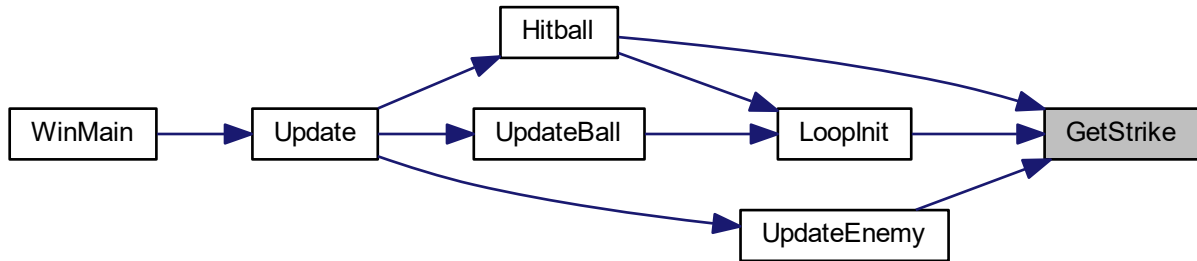 Hitball
WinMain
Update
UpdateBall
LoopInit
GetStrike
UpdateEnemy